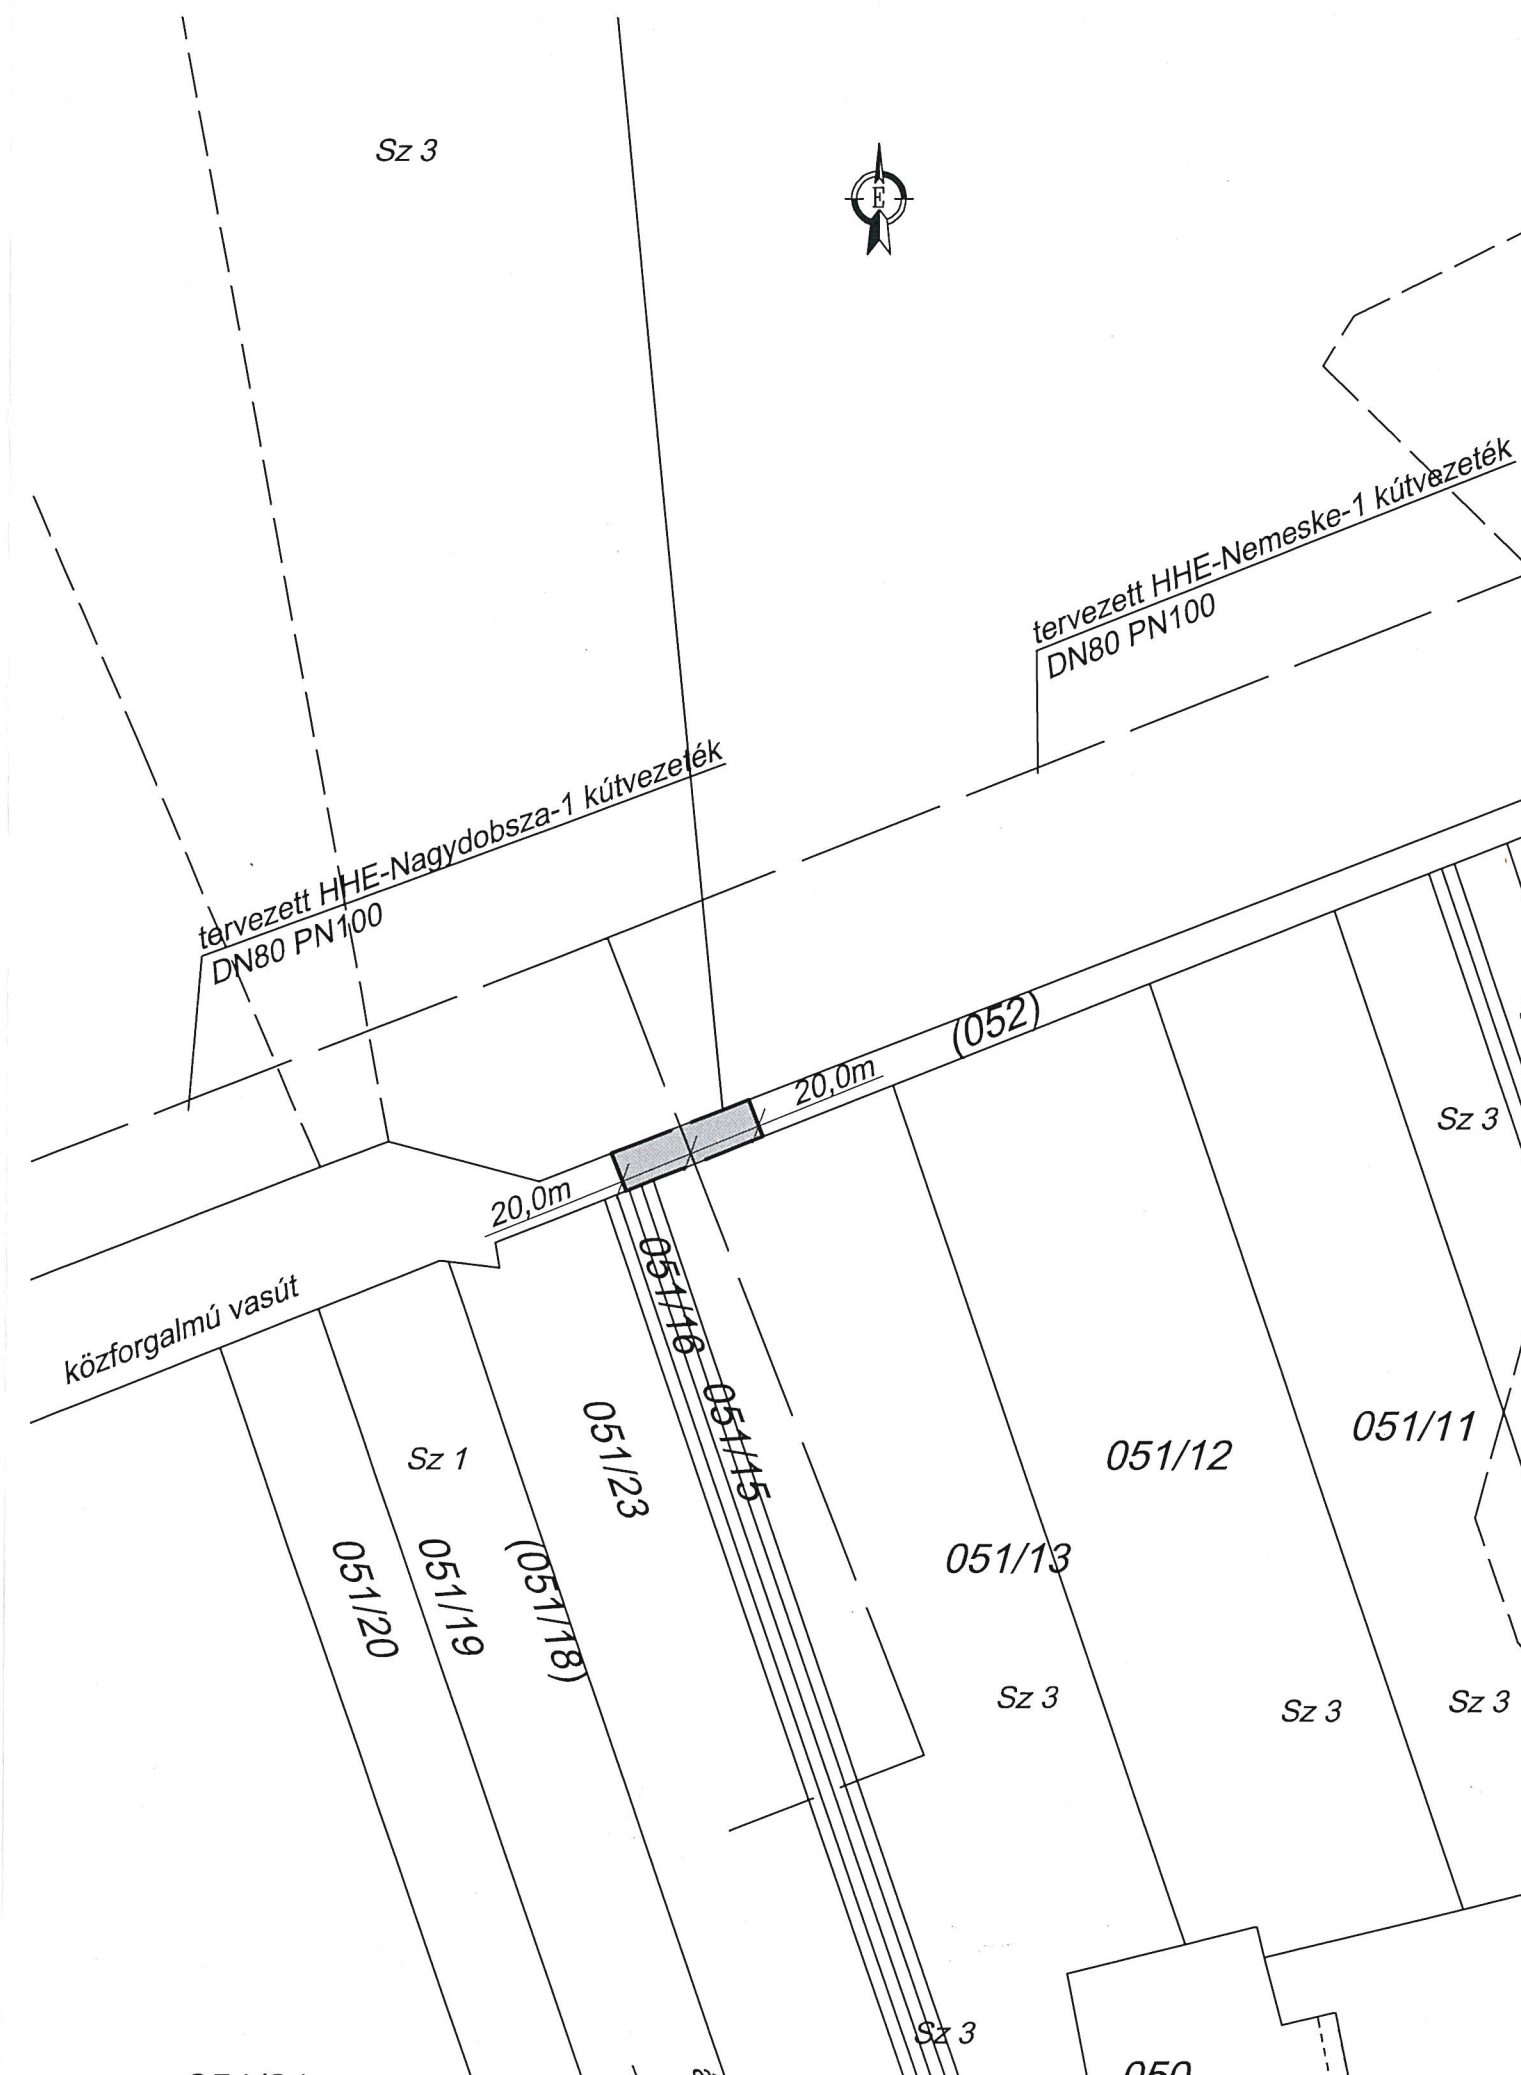 Sz 3
E
tervezett HHE-Nemeske-1 kútvezeték
DN80 PN100
tervezett HHE-Nagydobsza-1 kútvezeték
DN80 PN100
(052)
20,0m
20,0m
Sz 3
közforgalmú vasút
051/16
051/15
051/23
Sz 1
051/20
051/19
(051/18)
051/13
051/12
051/11
Sz 3
Sz 3
Sz 3
Sz 3
050